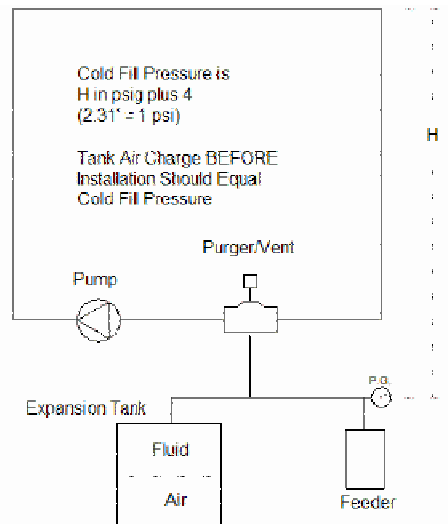 Cold Fill Pressure is
H in psig plus 4
(2.31' = 1 psi)
Tank Air Charge BEFORE
Installation Should Equal
Cold Fill Pressure
H
Purger/Vent
Pump
P.G.
Expansion Tank
Fluid
Air
Feeder